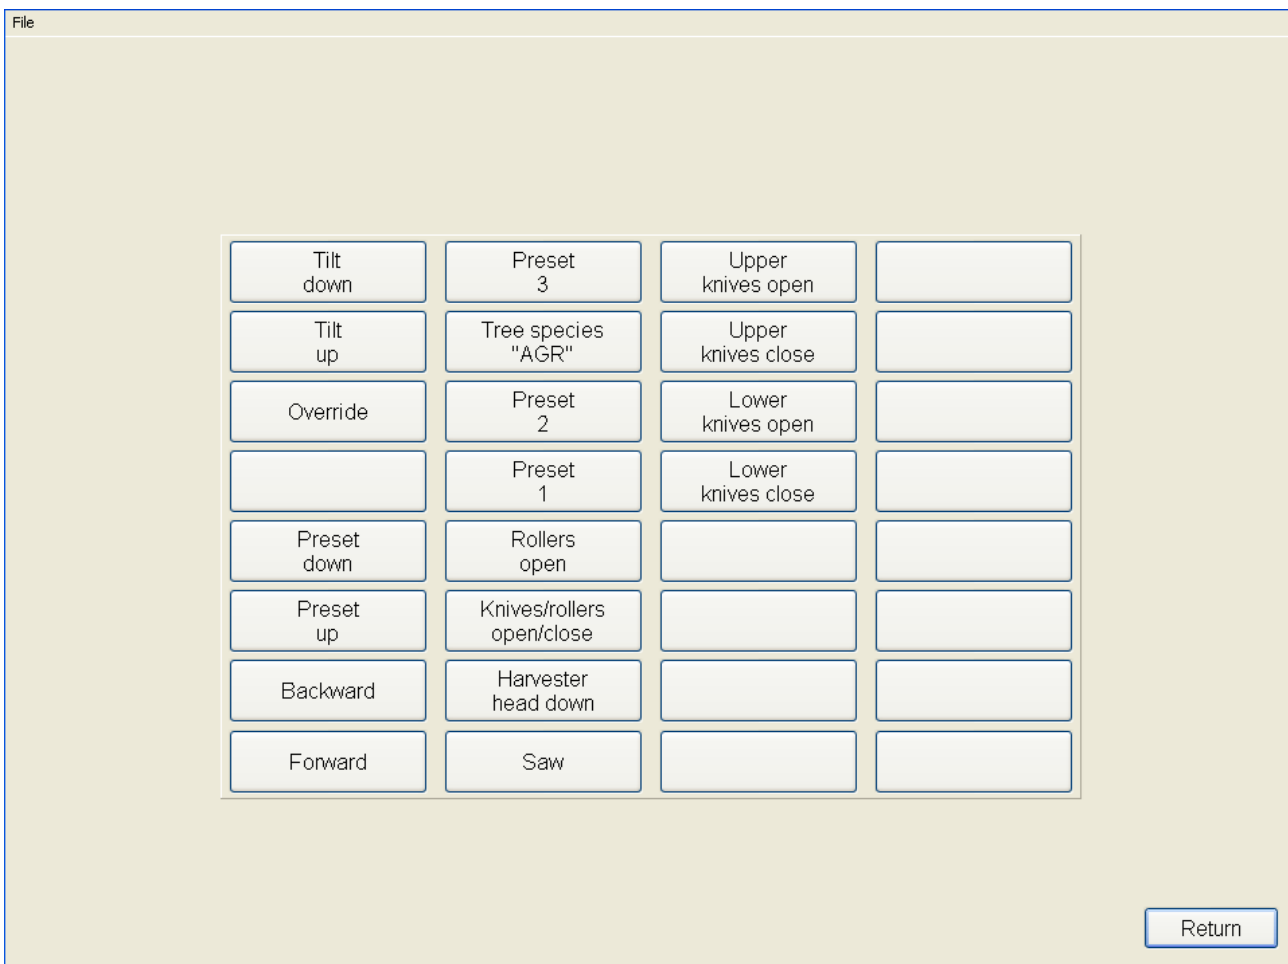 File
Tilt
down
Preset
3
Upper
knives open
Tilt
up
Tree species
"AGR"
Upper
knives close
Override
Preset
2
Lower
knives open
Preset
1
Lower
knives close
Preset
down
Rollers
open
Preset
up
Knives/rollers
open/close
Backward
Harvester
head down
Forward
Saw
Return